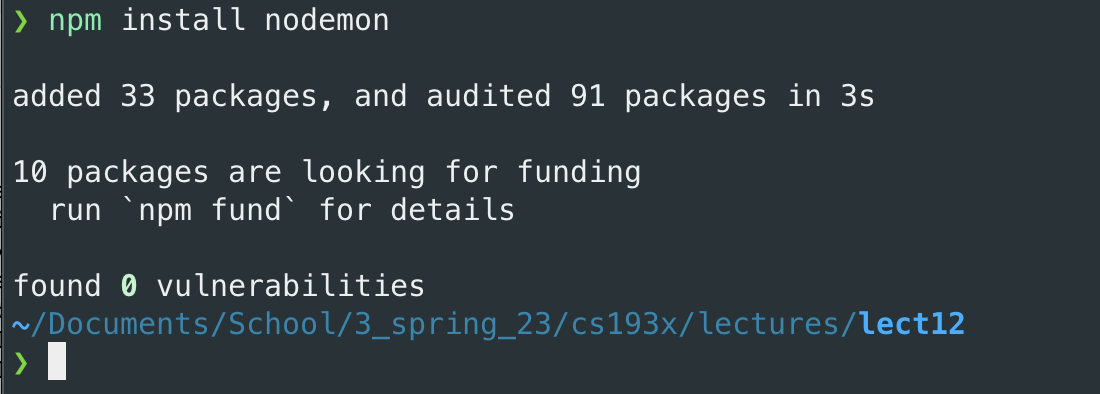 ❯ npm install nodemon
added 33 packages, and audited 91 packages in 3s
10 packages are looking for funding
run `npm fund` for details
found 0 vulnerabilities
~/Documents/School/3_spring_23/cs193x/lectures/lect12
❯